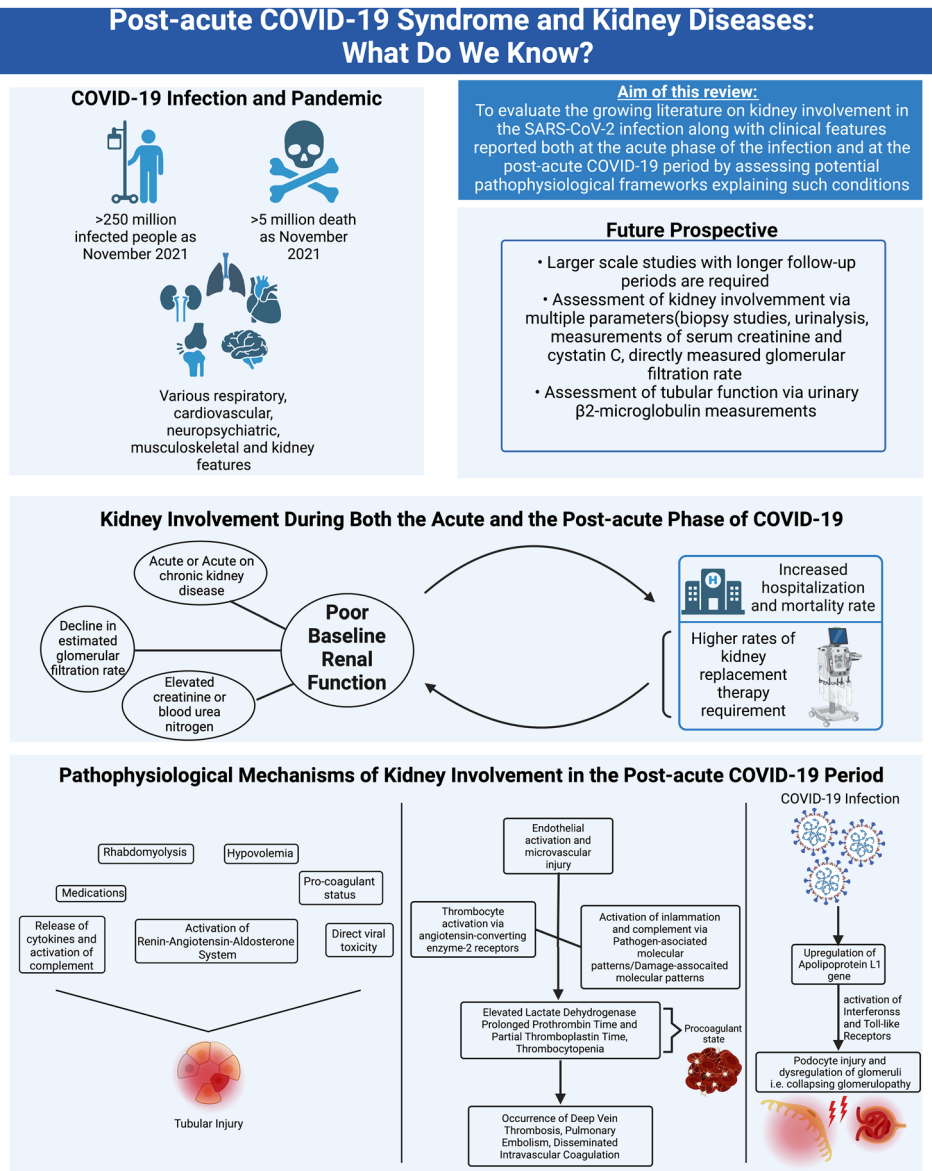 Post-acute COVID-19 Syndrome and Kidney Diseases:
What Do We Know?
COVID-19 Infection and Pandemic
>250 million
infected people as
November 2021
>5 million death
as November
2021
Various respiratory,
cardiovascular,
neuropsychiatric,
musculoskeletal and kidney
features
Aim of this review:
To evaluate the growing literature on kidney involvement in
the SARS-CoV-2 infection along with clinical features
reported both at the acute phase of the infection and at the
post-acute COVID-19 period by assessing potential
pathophysiological frameworks explaining such conditions
Future Prospective
• Larger scale studies with longer follow-up
periods are required
• Assessment of kidney involvemment via
multiple parameters(biopsy studies, urinalysis,
measurements of serum creatinine and
cystatin C, directly measured glomerular
filtration rate
• Assessment of tubular function via urinary
β2-microglobulin measurements
Kidney Involvement During Both the Acute and the Post-acute Phase of COVID-19
Acute or Acute on
chronic kidney
disease
Decline in
estimated
glomerular
filtration rate
Elevated
creatinine or
blood urea
nitrogen
Poor
Baseline
Renal
Function
H
Increased
hospitalization
and mortality rate
Higher rates of
kidney
replacement
therapy
requirement
Pathophysiological Mechanisms of Kidney Involvement in the Post-acute COVID-19 Period
Rhabdomyolysis
Hypovolemia
Medications
Pro-coagulant
status
Release of
cytokines and
activation of
complement
Activation of
Renin-Angiotensin-Aldosterone
System
Direct viral
toxicity
Tubular Injury
Endothelial
activation and
microvascular
injury
Thrombocyte
activation via
angiotensin-converting
enzyme-2 receptors
Activation of inlammation
and complement via
Pathogen-asociated
molecular
patterns/Damage-assocaited
molecular patterns
Elevated Lactate Dehydrogenase
Prolonged Prothrombin Time and
Partial Thromboplastin Time,
Thrombocytopenia
Procoagulant
state
Occurrence of Deep Vein
Thrombosis, Pulmonary
Embolism, Disseminated
Intravascular Coagulation
COVID-19 Infection
Upregulation of
Apolipoprotein L1
gene
activation of
Interferonss
and Toll-like
Receptors
Podocyte injury and
dysregulation of glomeruli
i.e. collapsing glomerulopathy